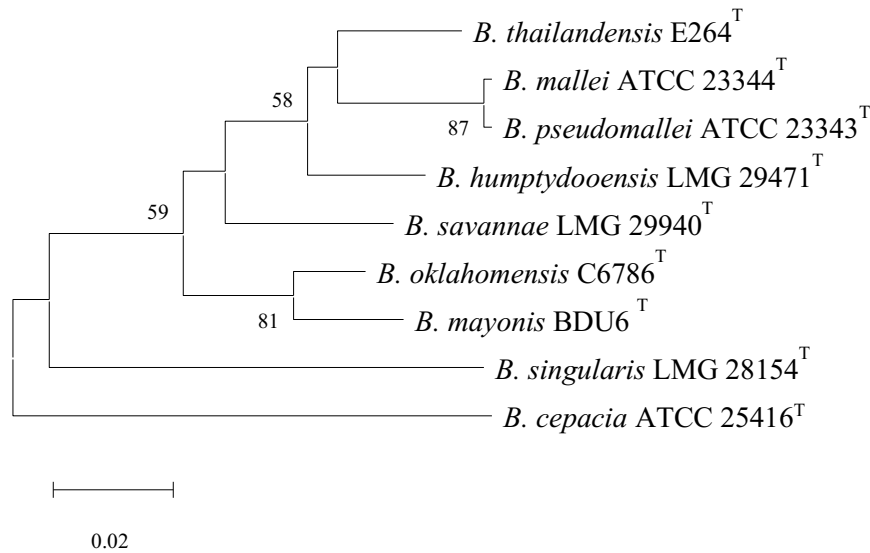 B. thailandensis E264T
B. mallei ATCC 23344T
58
87
B. pseudomallei ATCC 23343T
B. humptydooensis LMG 29471T
59
B. savannae LMG 29940T
B. oklahomensis C6786T
81
B. mayonis BDU6 T
B. singularis LMG 28154T
B. cepacia ATCC 25416T
0.02